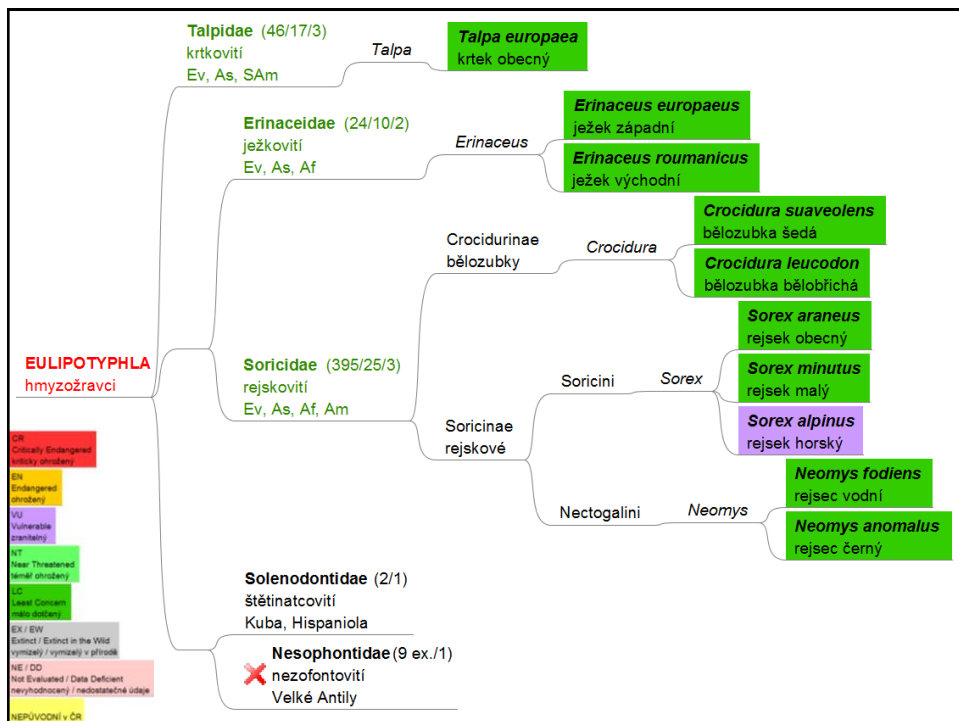 Talpidae (46/17/3)
krtkovití
Ev, As, SAm
Talpa
Talpa europaea
krtek obecný
Erinaceidae (24/10/2)
ježkovití
Ev, As, Af
Erinaceus
Erinaceus europaeus
ježek západní
Erinaceus roumanicus
ježek východní
Crocidurinae
bělozubky
Crocidura
Crocidura suaveolens
bělozubka šedá
Crocidura leucodon
bělozubka bělobřichá
EULIPOTYPHLA
hmyzožravci
Soricidae (395/25/3)
rejskovití
Ev, As, Af, Am
Soricinae
rejskové
Soricini
Sorex
Sorex araneus
rejsek obecný
Sorex minutus
rejsek malý
Sorex alpinus
rejsek horský
Nectogalini
Neomys
Neomys fodiens
rejsec vodní
Neomys anomalus
rejsec černý
Solenodontidae (2/1)
štětinatcovití
Kuba, Hispaniola
Nesophontidae (9 ex./1)
nezofontovití
Velké Antily
CR
Critically Endangered
kriticky ohrožený
EN
Endangered
ohrožený
VU
Vulnerable
zranitelný
NT
Near Threatened
téměř ohrožený
LC
Least Concern
málo dotčený
EX / EW
Extinct / Extinct in the Wild
vymizelý / vymizelý v přírodě
NE / DD
Not Evaluated / Data Deficient
nevyhodnocený / nedostatečné údaje
NEPŮVODNÍ v ČR